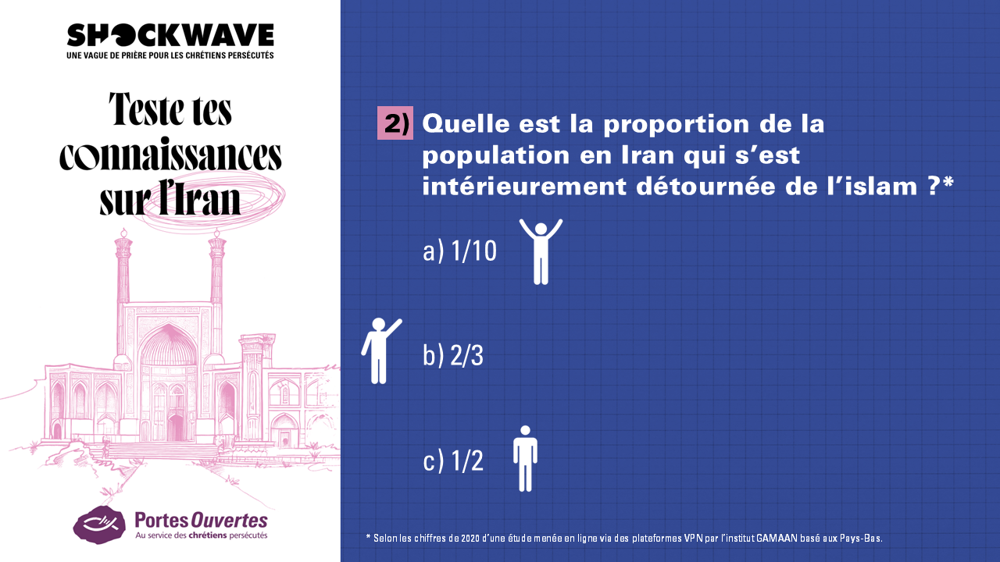 SHOCKWAVE
UNE VAGUE DE PRIÈRE POUR LES CHRÉTIENS PERSÉCUTÉS
Teste tes
connaissances
sur l'Iran
Portes Ouvertes
Au service des chrétiens persécutés
2) Quelle est la proportion de la
population en Iran qui s’est
intérieurement détournée de l’islam ?*
a) 1/10
b) 2/3
c) 1/2
* Selon les chiffres de 2020 d’une étude menée en ligne via des plateformes VPN par l’institut GAMAAN basé aux Pays-Bas.